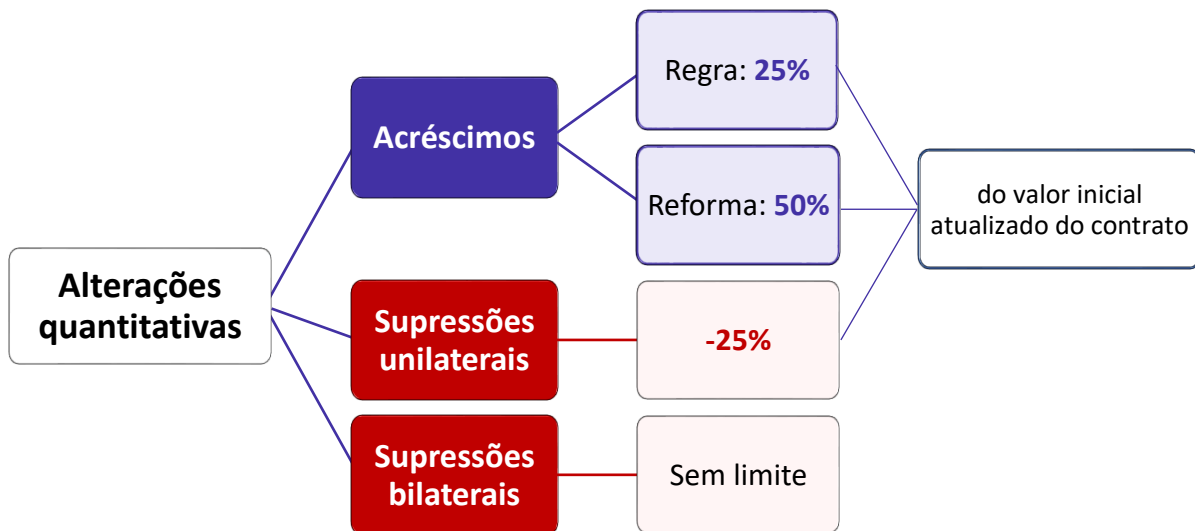 Alterações
quantitativas
Acréscimos
Regra: 25%
Reforma: 50%
do valor inicial
atualizado do contrato
Supressões
unilaterais
-25%
Supressões
bilaterais
Sem limite